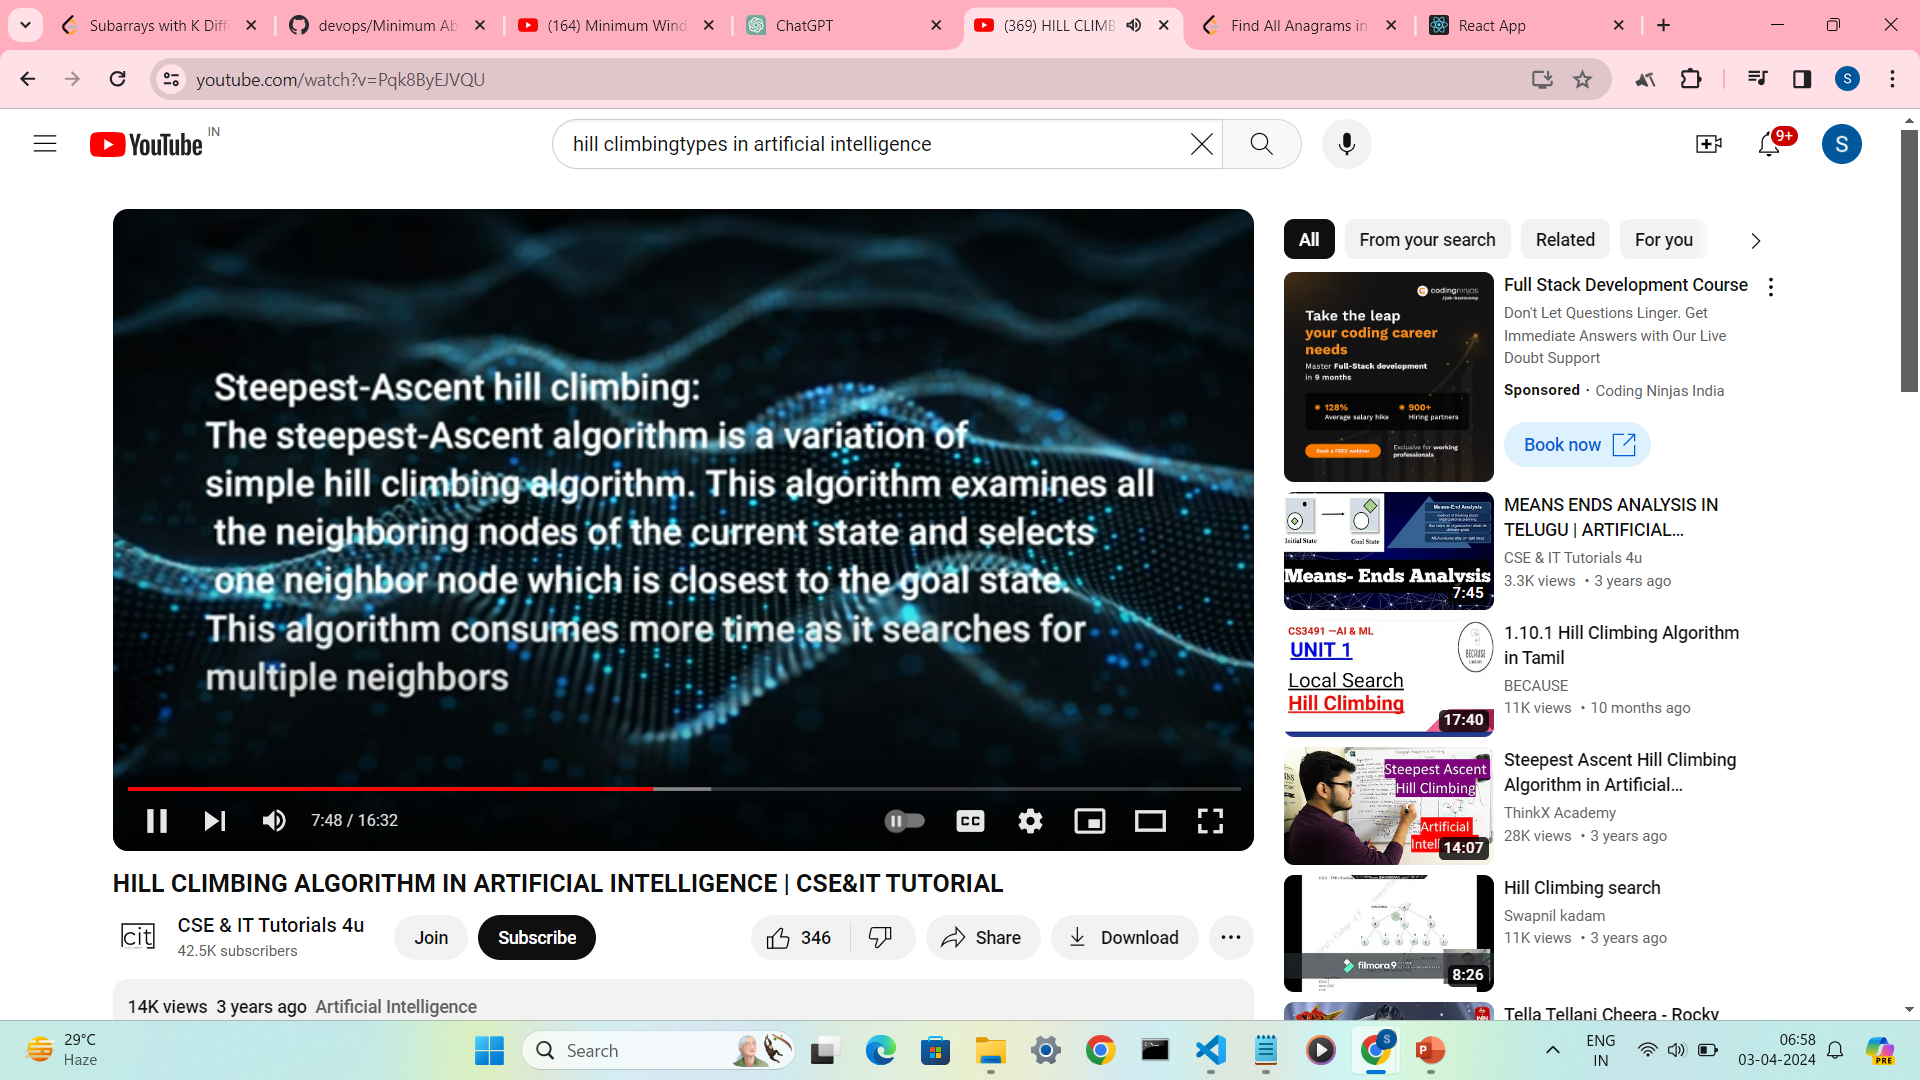 Subarrays with K Diff
devops/Minimum Ab
(164) Minimum Wind
ChatGPT
(369) HILL CLIMB
Find All Anagrams in
React App
youtube.com/watch?v=Pqk8ByEJVQU
S
YouTube
IN
hill climbingtypes in artificial intelligence
9+
S
Steepest-Ascent hill climbing:
The steepest-Ascent algorithm is a variation of
simple hill climbing algorithm. This algorithm examines all
the neighboring nodes of the current state and selects
one neighbor node which is closest to the goal state.
This algorithm consumes more time as it searches for
multiple neighbors
7:48 / 16:32
CC
HILL CLIMBING ALGORITHM IN ARTIFICIAL INTELLIGENCE | CSE&IT TUTORIAL
cit
CSE & IT Tutorials 4u
42.5K subscribers
Join
Subscribe
346
Share
Download
14K views 3 years ago Artificial Intelligence
All
From your search
Related
For you
codingninjas
Take the leap
your coding career
needs
Master Full-Stack development
in 9 months
128%
Average salary hike
900+
Hiring partners
Book a FREE webinar
Exclusive for working
professionals
Full Stack Development Course
Don't Let Questions Linger. Get
Immediate Answers with Our Live
Doubt Support
Sponsored · Coding Ninjas India
Book now
Means-End Analysis
Initial State
Goal State
Means- Ends Analysis
7:45
MEANS ENDS ANALYSIS IN
TELUGU | ARTIFICIAL…
CSE & IT Tutorials 4u
3.3K views • 3 years ago
CS3491 –AI & ML
UNIT 1
Local Search
Hill Climbing
BECAUSE
17:40
1.10.1 Hill Climbing Algorithm
in Tamil
BECAUSE
11K views • 10 months ago
Steepest Ascent
Hill Climbing
Artificial
14:07
Steepest Ascent Hill Climbing
Algorithm in Artificial…
ThinkX Academy
28K views • 3 years ago
filmora9
8:26
Hill Climbing search
Swapnil kadam
11K views • 3 years ago
Tella Tellani Cheera - Rocky
29°C
Haze
Search
S
PRE
ENG
IN
06:58
03-04-2024